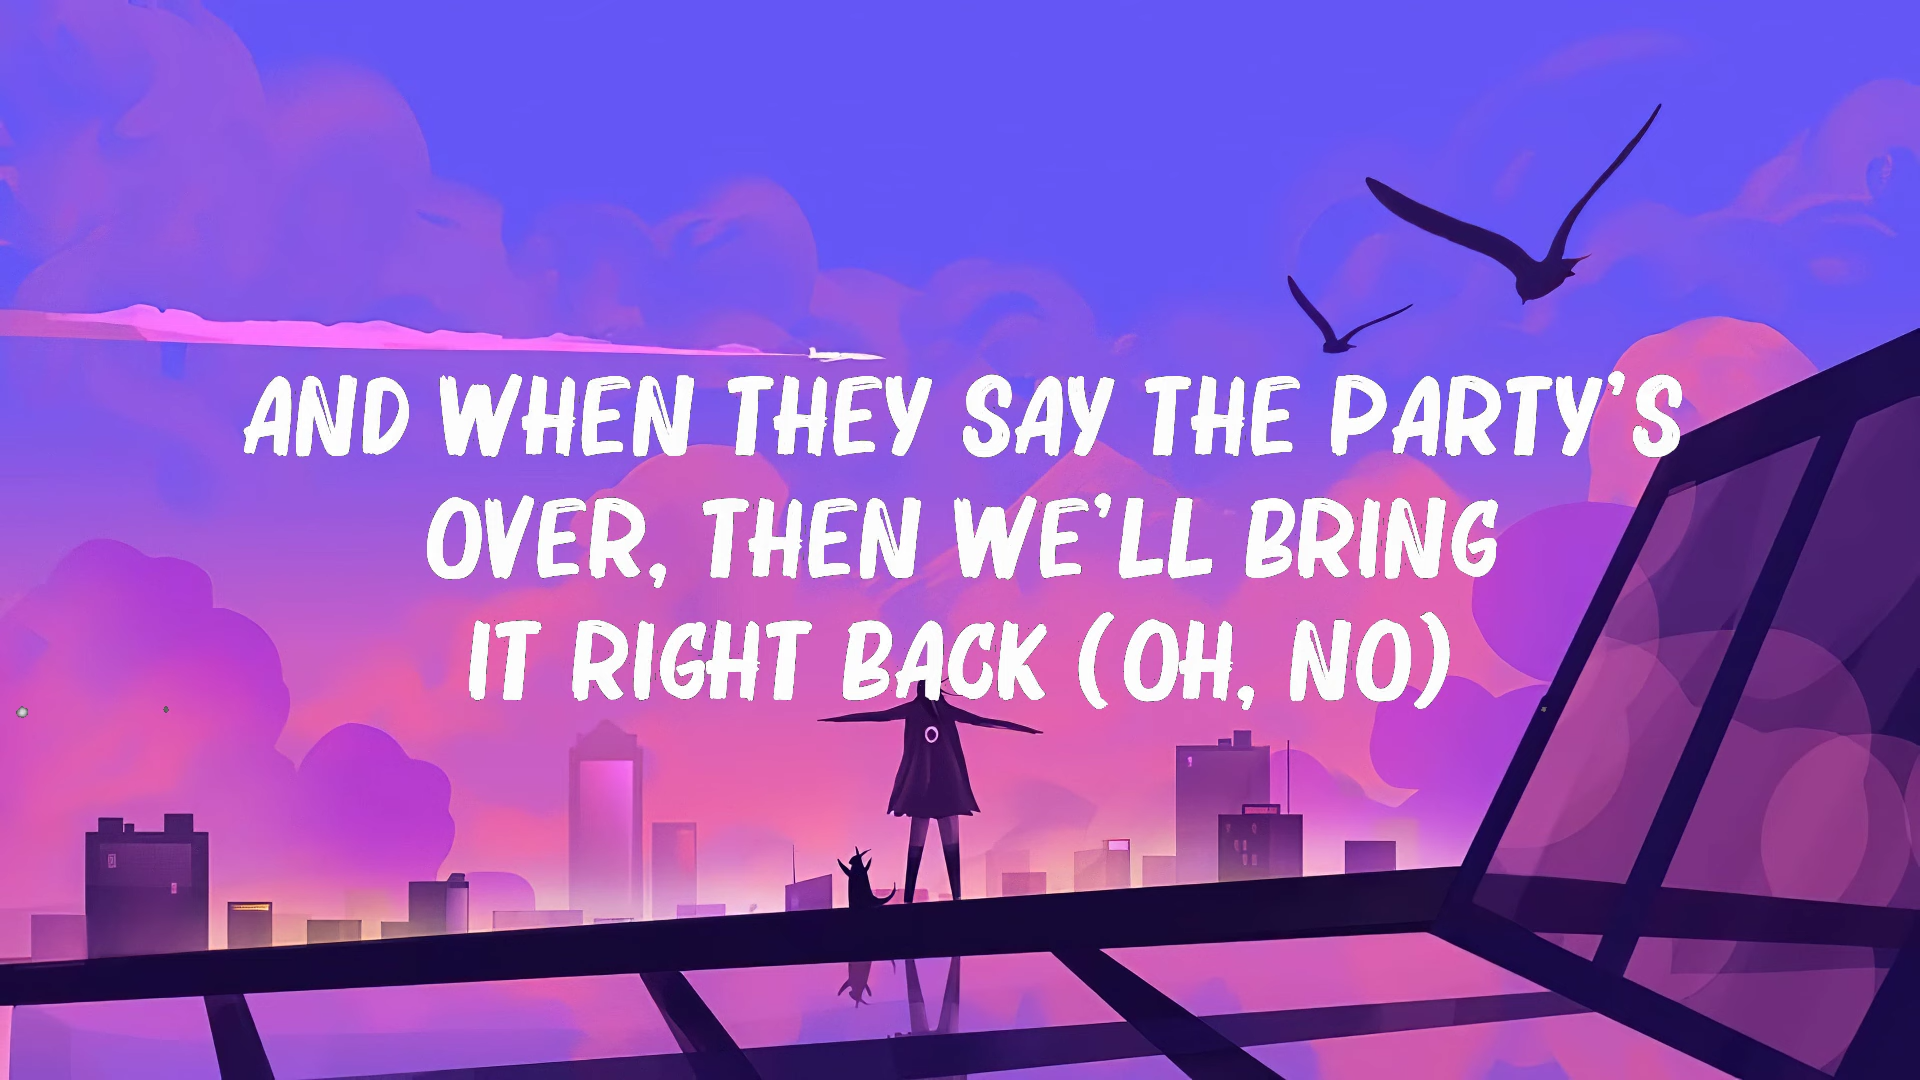 AND WHEN THEY SAY THE PARTY'S
OVER, THEN WE'LL BRING
IT RIGHT BACK (OH, NO)